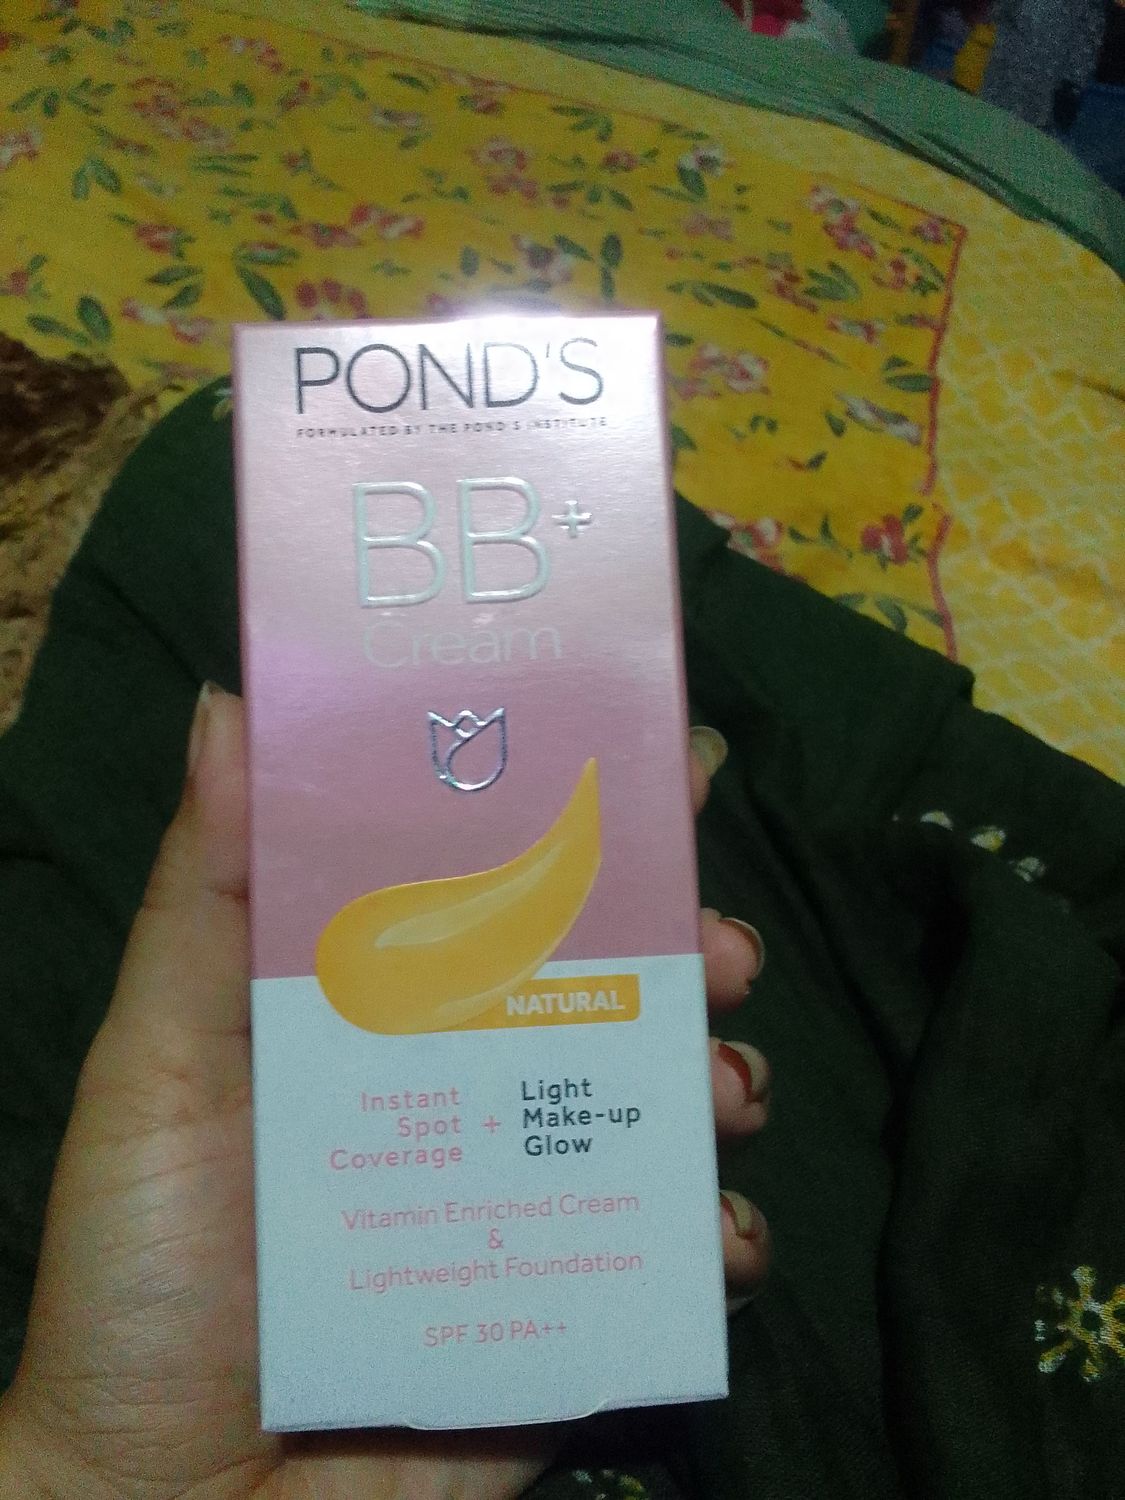 POND'S
FORMULATED BY THE POND'S INSTITUTE
BB+
Cream
NATURAL
Instant Light
Spot + Make-up
Coverage Glow
Vitamin Enriched Cream
&
Lightweight Foundation
SPF 30 PA++